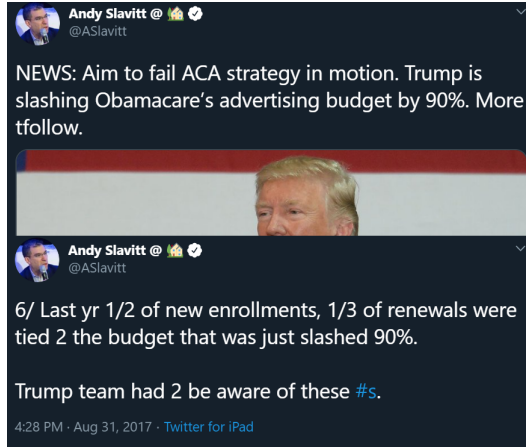 Andy Slavitt @ 🏡
@ASlavitt
NEWS: Aim to fail ACA strategy in motion. Trump is
slashing Obamacare's advertising budget by 90%. More
tfollow.
Andy Slavitt @ 🏡
@ASlavitt
6/ Last yr 1/2 of new enrollments, 1/3 of renewals were
tied 2 the budget that was just slashed 90%.
Trump team had 2 be aware of these #s.
4:28 PM · Aug 31, 2017 · Twitter for iPad